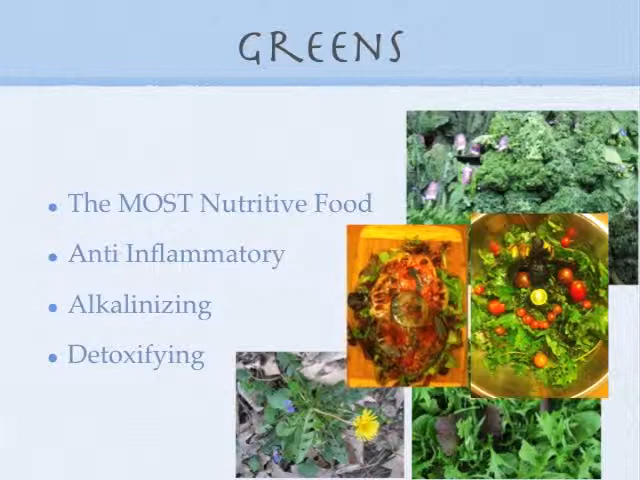 GREENS
• The MOST Nutritive Food
• Anti Inflammatory
• Alkalinizing
• Detoxifying